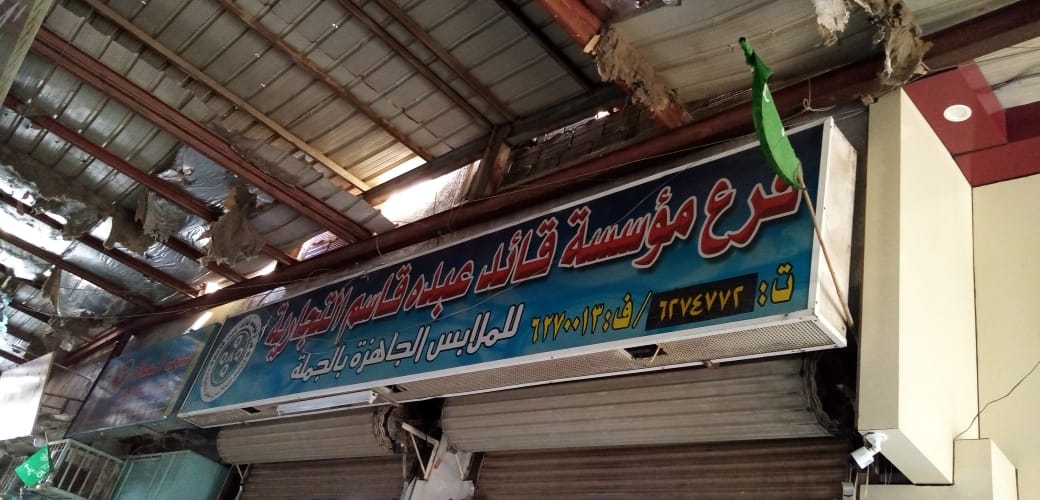 فرع مؤسسة قائد عبده قاسم التجارية
للملابس الجاهزة بالجملة
ت: ٦٢٧٤٧٧٢ /ف: ٦٢٧٠٠١٣